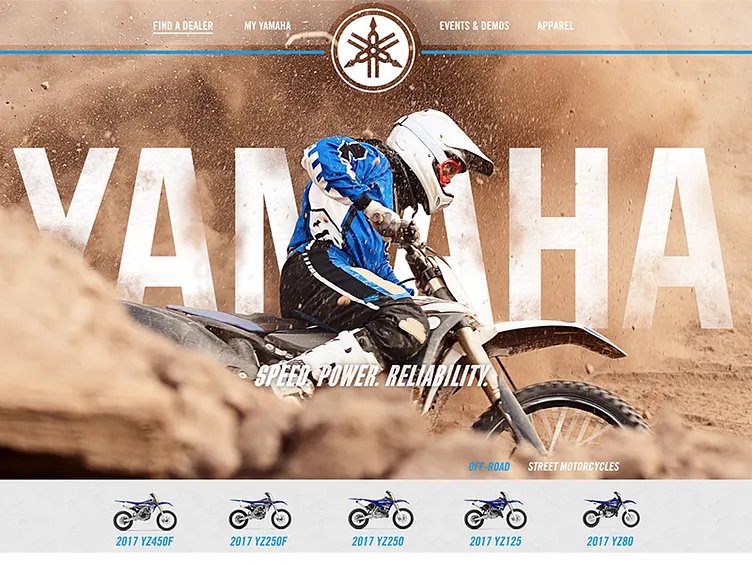 FIND A DEALER
MY YAMAHA
EVENTS & DEMOS
APPAREL
YAMAHA
SPEED. POWER. RELIABILITY.
OFF-ROAD
STREET MOTORCYCLES
2017 YZ450F
2017 YZ250F
2017 YZ250
2017 YZ125
2017 YZ80